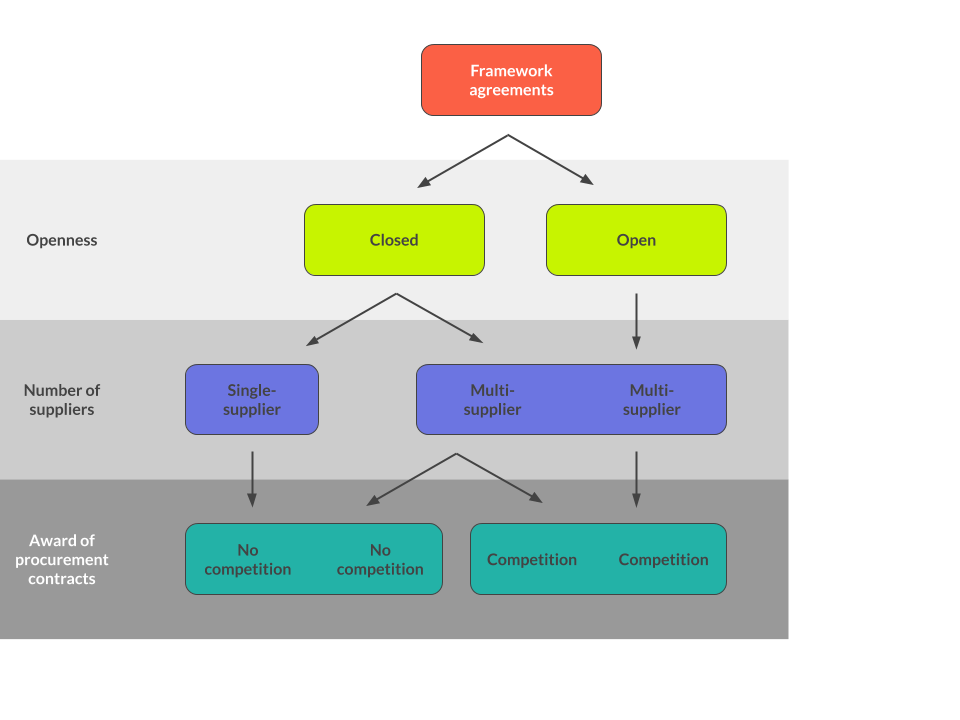 Framework
agreements
Openness
Closed
Open
Number of
suppliers
Single-
supplier
Multi-
supplier
Multi-
supplier
Award of
procurement
contracts
No
competition
No
competition
Competition
Competition